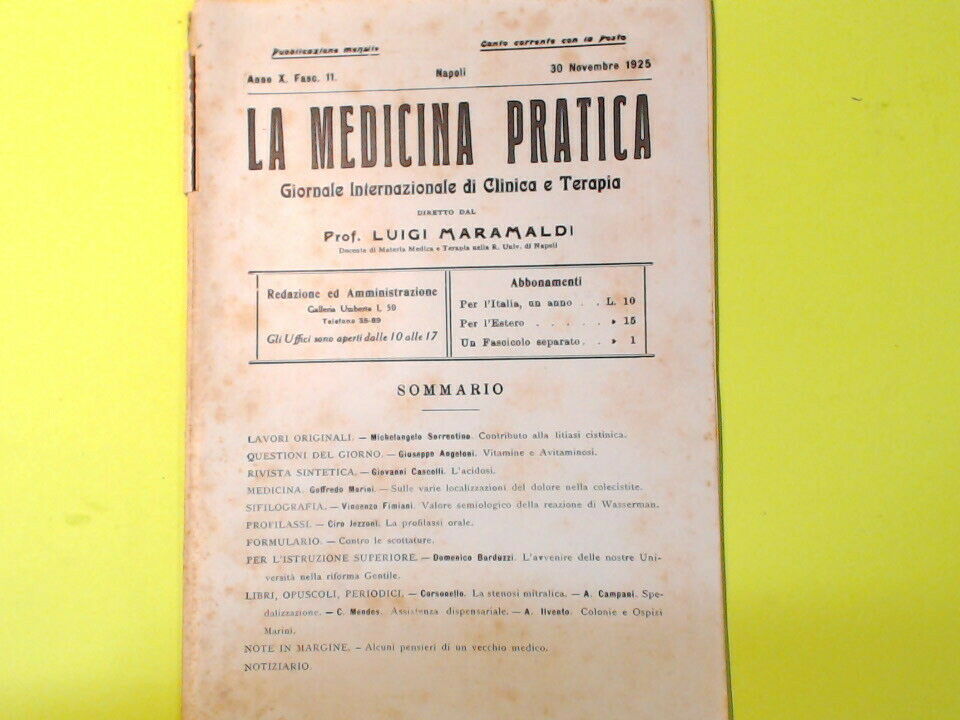 Pubblicazione mensile
Conto corrente con la Posta
Anno X. Fasc. 11.
Napoli
30 Novembre 1925
LA MEDICINA PRATICA
Giornale Internazionale di Clinica e Terapia
DIRETTO DAL
Prof. LUIGI MARAMALDI
Docente di Materia Medica e Terapia nella R. Univ. di Napoli
Redazione ed Amministrazione
Galleria Umberto I, 50
Telefono 35-89
Gli Uffici sono aperti dalle 10 alle 17
Abbonamenti
Per l'Italia, un anno . . L. 10
Per l'Estero . . . . . . » 15
Un Fascicolo separato. . » 1
SOMMARIO
LAVORI ORIGINALI. — Michelangelo Sorrentino. Contributo alla litiasi cistinica.
QUESTIONI DEL GIORNO. — Giuseppe Angeloni. Vitamine e Avitaminosi.
RIVISTA SINTETICA. — Giovanni Cascelli. L'acidosi.
MEDICINA. Goffredo Marini. — Sulle varie localizzazioni del dolore nella colecistite.
SIFILOGRAFIA. — Vincenzo Fimiani. Valore semiologico della reazione di Wasserman.
PROFILASSI. — Ciro Jezzoni. La profilassi orale.
FORMULARIO. — Contro le scottature.
PER L'ISTRUZIONE SUPERIORE. — Domenico Barduzzi. L'avvenire delle nostre Uni-
versità nella riforma Gentile.
LIBRI, OPUSCOLI, PERIODICI. — Corsonello. La stenosi mitralica. — A. Campani. Spe-
dalizzazione. — C. Mendes. Assistenza dispensariale. — A. Ilvento. Colonie e Ospizi
Marini.
NOTE IN MARGINE. – Alcuni pensieri di un vecchio medico.
NOTIZIARIO.